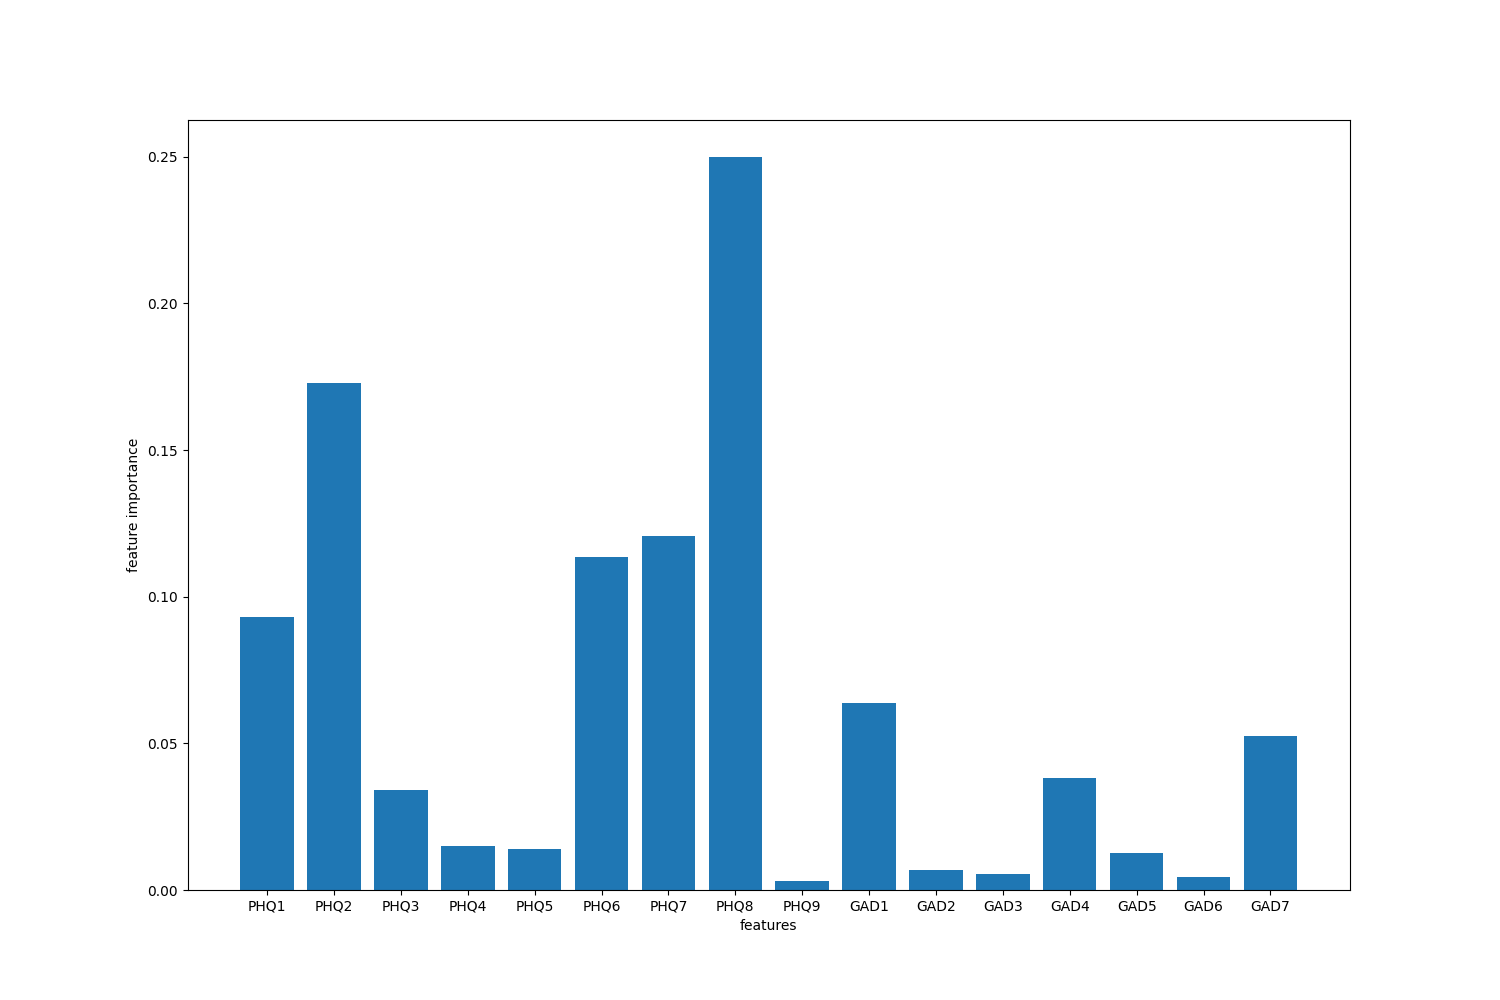 0.25
0.20
0.15
0.10
0.05
0.00
feature importance
PHQ1 PHQ2 PHQ3 PHQ4 PHQ5 PHQ6 PHQ7 PHQ8 PHQ9 GAD1 GAD2 GAD3 GAD4 GAD5 GAD6 GAD7
features